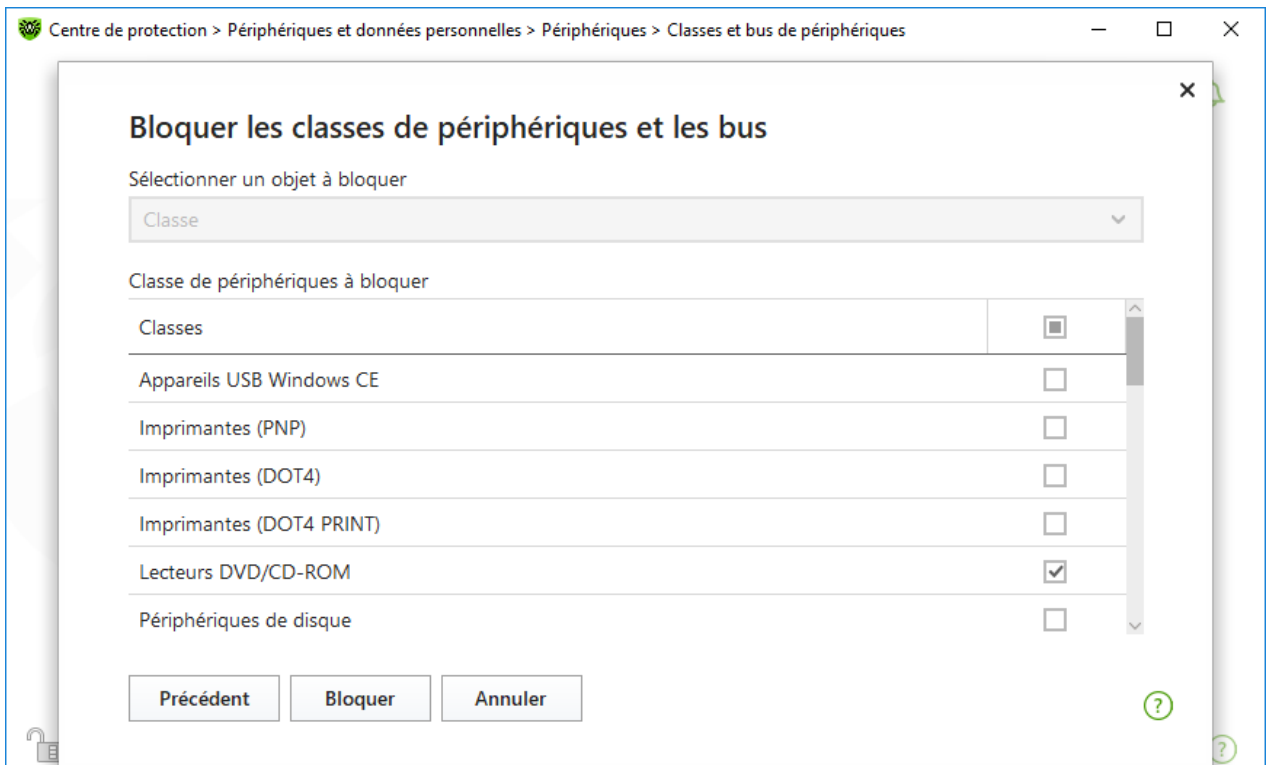 Centre de protection > Périphériques et données personnelles > Périphériques > Classes et bus de périphériques
Bloquer les classes de périphériques et les bus
Sélectionner un objet à bloquer
Classe
Classe de périphériques à bloquer
Classes
Appareils USB Windows CE
Imprimantes (PNP)
Imprimantes (DOT4)
Imprimantes (DOT4 PRINT)
Lecteurs DVD/CD-ROM
Périphériques de disque
Précédent Bloquer Annuler
?
?